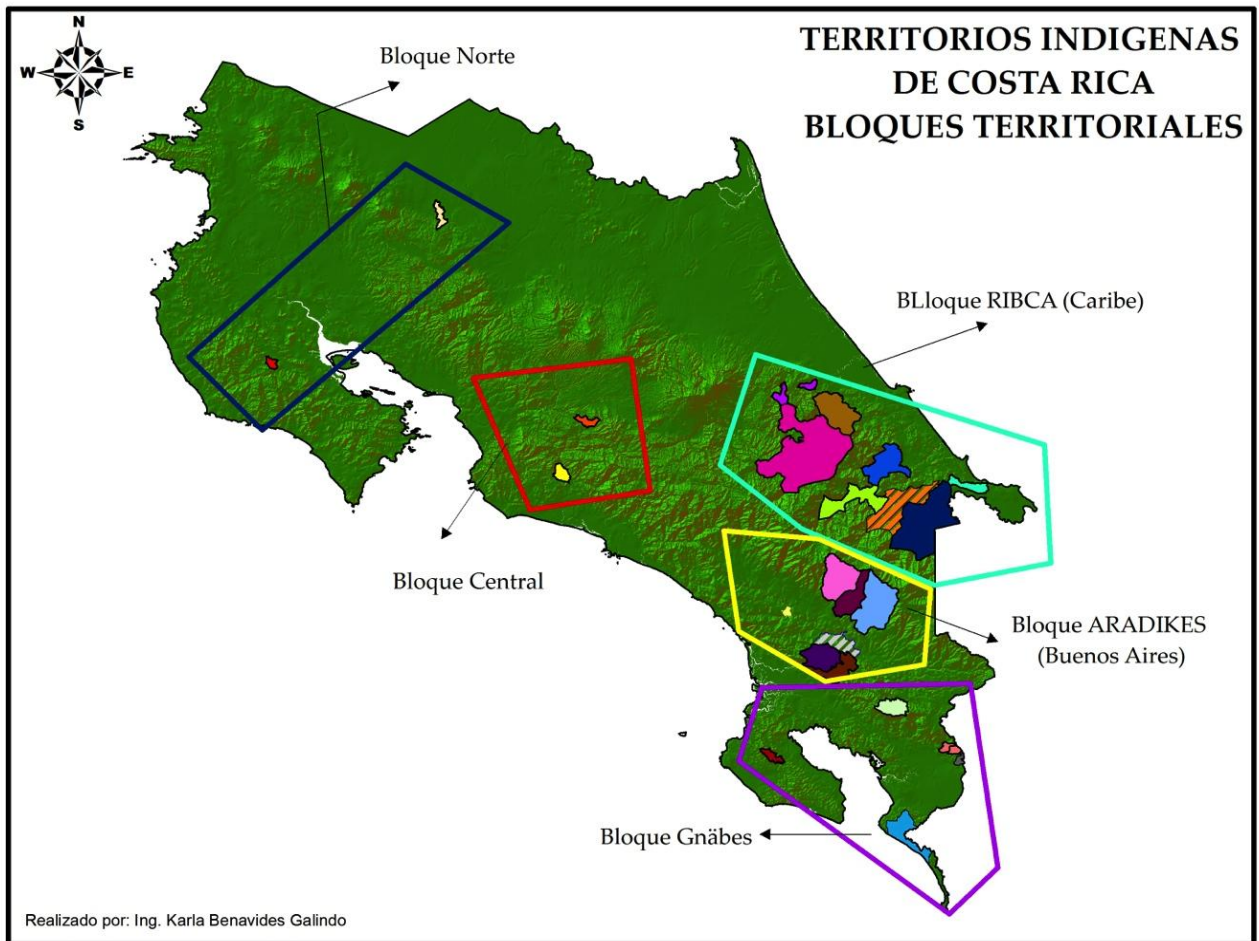 TERRITORIOS INDIGENAS
DE COSTA RICA
BLOQUES TERRITORIALES
N
W
E
S
Bloque Norte
BLloque RIBCA (Caribe)
Bloque Central
Bloque ARADIKES
(Buenos Aires)
Bloque Gnäbes
Realizado por: Ing. Karla Benavides Galindo